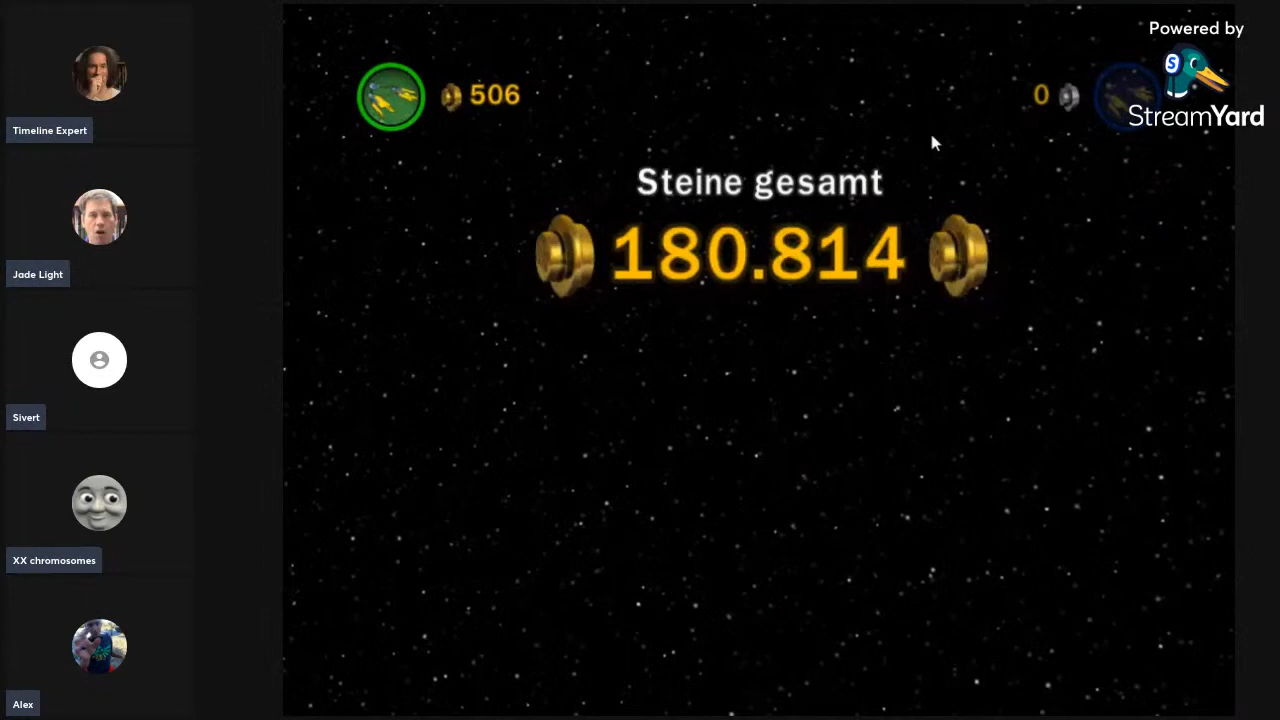 Powered by
StreamYard
506
0
Steine gesamt
180.814
Timeline Expert
Jade Light
Sivert
XX chromosomes
Alex